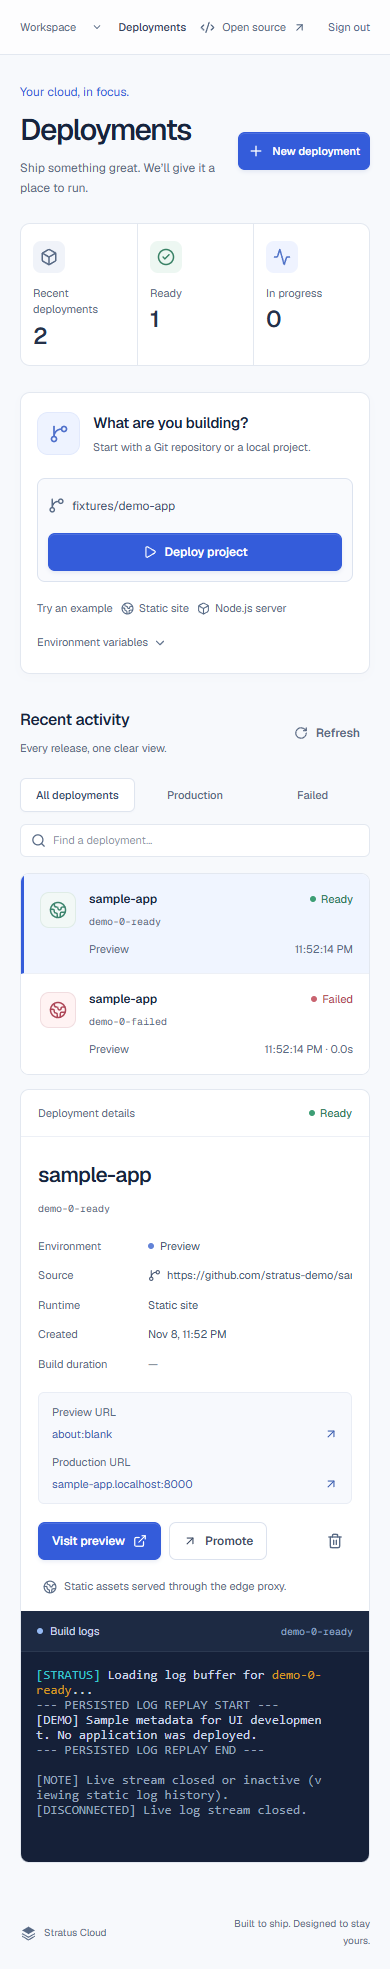 Workspace Deployments Open source Sign out
Your cloud, in focus.
Deployments
Ship something great. We'll give it a
place to run.
New deployment
Recent
deployments
2
Ready
1
In progress
0
What are you building?
Start with a Git repository or a local project.
fixtures/demo-app
Deploy project
Try an example Static site Node.js server
Environment variables
Recent activity
Every release, one clear view.
Refresh
All deployments Production Failed
Find a deployment...
sample-app Ready
demo-0-ready
Preview 11:52:14 PM
sample-app Failed
demo-0-failed
Preview 11:52:14 PM · 0.0s
Deployment details Ready
sample-app
demo-0-ready
Environment Preview
Source https://github.com/stratus-demo/sar
Runtime Static site
Created Nov 8, 11:52 PM
Build duration —
Preview URL
about:blank
Production URL
sample-app.localhost:8000
Visit preview Promote
Static assets served through the edge proxy.
Build logs demo-0-ready
[STRATUS] Loading log buffer for demo-0-
ready...
--- PERSISTED LOG REPLAY START ---
[DEMO] Sample metadata for UI developmen
t. No application was deployed.
--- PERSISTED LOG REPLAY END ---
[NOTE] Live stream closed or inactive (v
iewing static log history).
[DISCONNECTED] Live log stream closed.
Stratus Cloud
Built to ship. Designed to stay
yours.